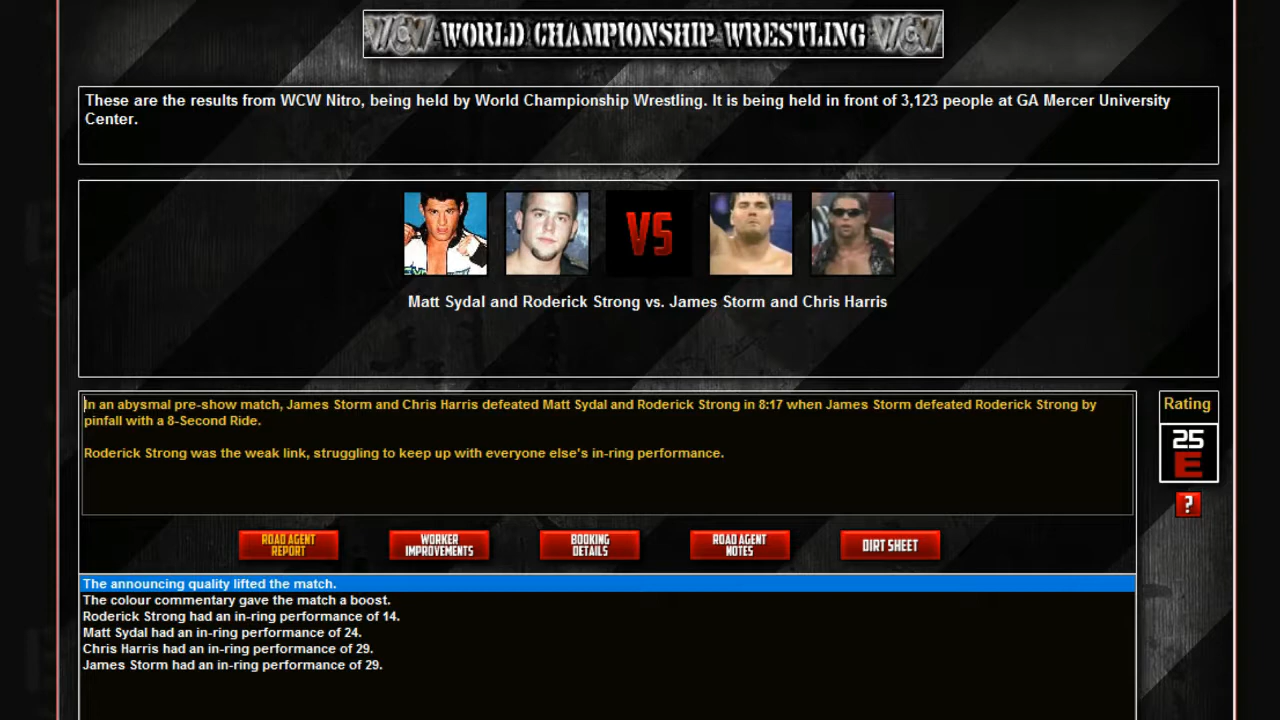 WCW WORLD CHAMPIONSHIP WRESTLING WCW
These are the results from WCW Nitro, being held by World Championship Wrestling. It is being held in front of 3,123 people at GA Mercer University
Center.
VS
Matt Sydal and Roderick Strong vs. James Storm and Chris Harris
In an abysmal pre-show match, James Storm and Chris Harris defeated Matt Sydal and Roderick Strong in 8:17 when James Storm defeated Roderick Strong by
pinfall with a 8-Second Ride.
Roderick Strong was the weak link, struggling to keep up with everyone else's in-ring performance.
Rating
25
E
?
ROAD AGENT
REPORT
WORKER
IMPROVEMENTS
BOOKING
DETAILS
ROAD AGENT
NOTES
DIRT SHEET
The announcing quality lifted the match.
The colour commentary gave the match a boost.
Roderick Strong had an in-ring performance of 14.
Matt Sydal had an in-ring performance of 24.
Chris Harris had an in-ring performance of 29.
James Storm had an in-ring performance of 29.